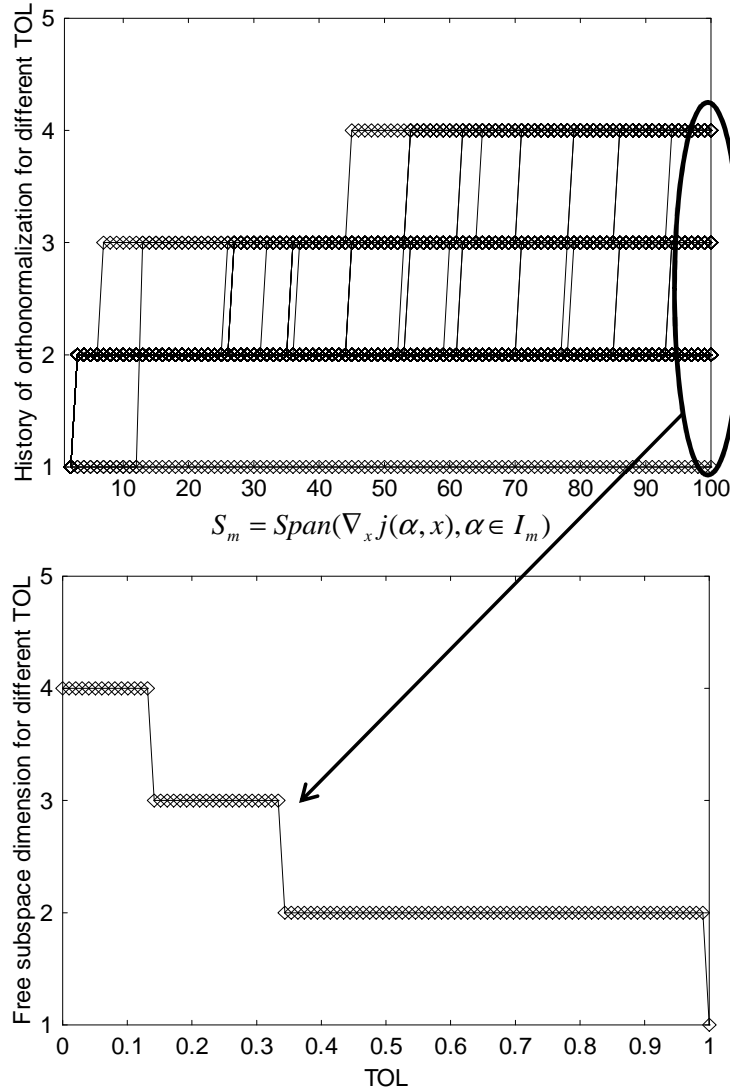 History of orthonormalization for different TOL
5
4
3
2
1
10 20 30 40 50 60 70 80 90 100
S_m = Span(∇_x j(α, x), α ∈ I_m)
Free subspace dimension for different TOL
5
4
3
2
1
0 0.1 0.2 0.3 0.4 0.5 0.6 0.7 0.8 0.9 1
TOL